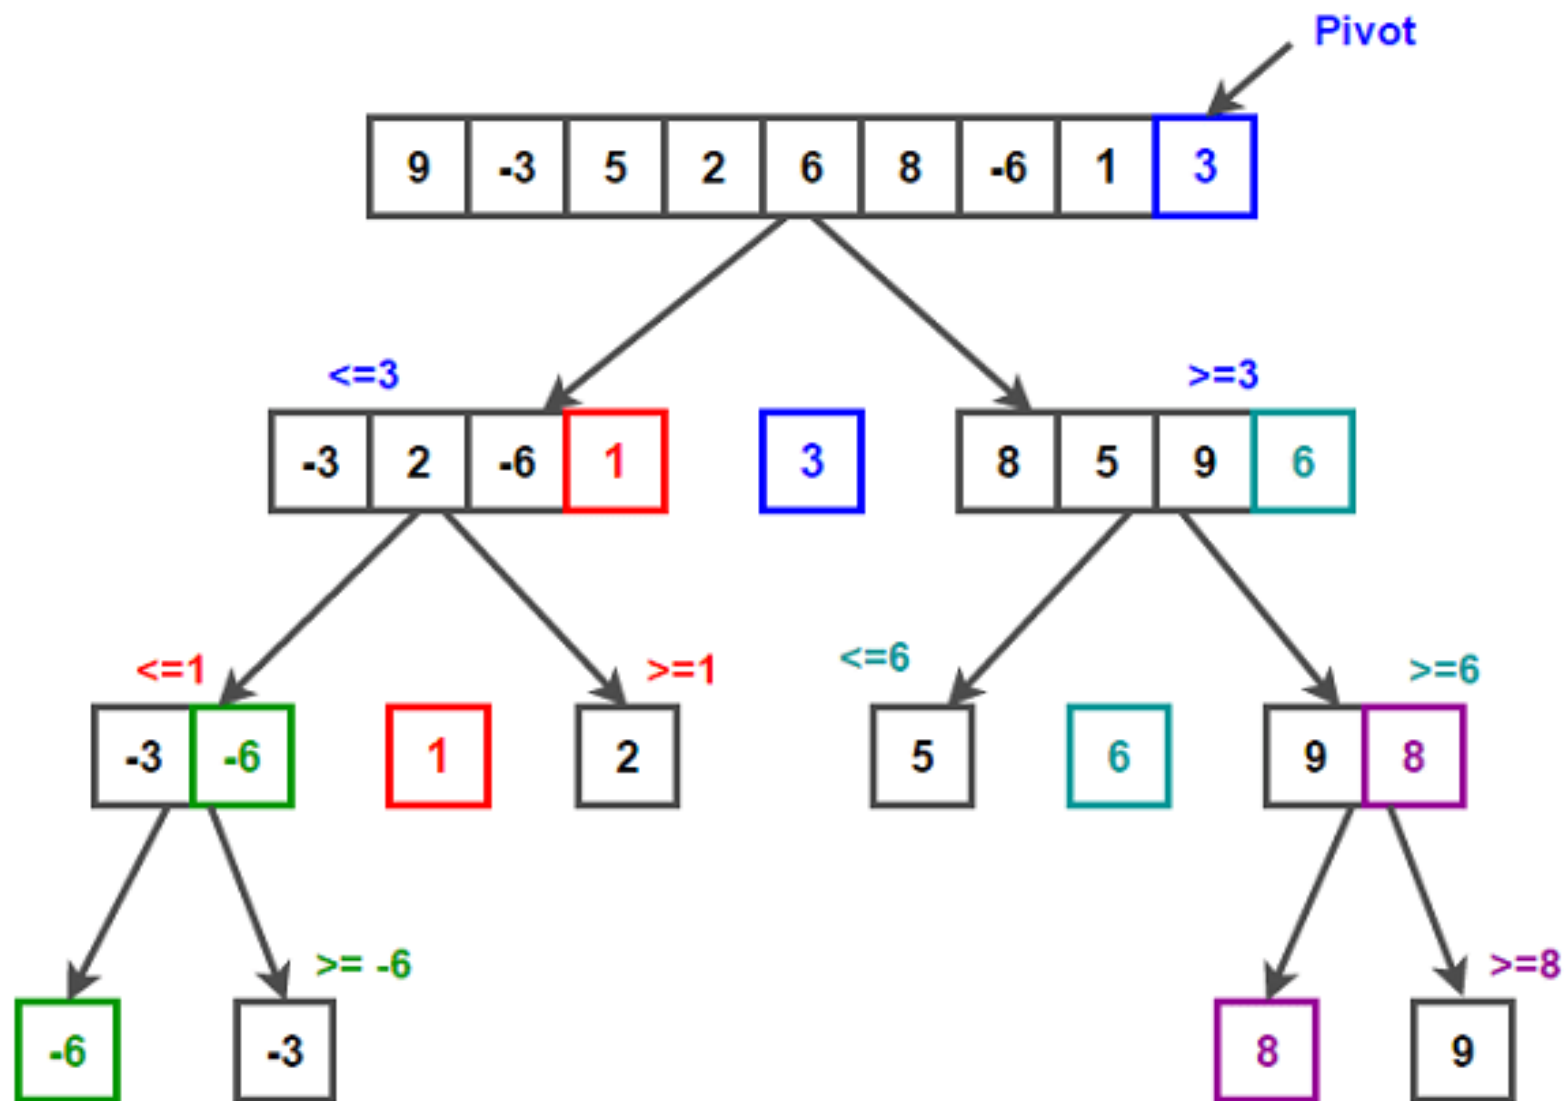 Pivot
9 -3 5 2 6 8 -6 1 3
<=3 >=3
-3 2 -6 1 3 8 5 9 6
<=1 >=1 <=6 >=6
-3 -6 1 2 5 6 9 8
>= -6 >=8
-6 -3 8 9